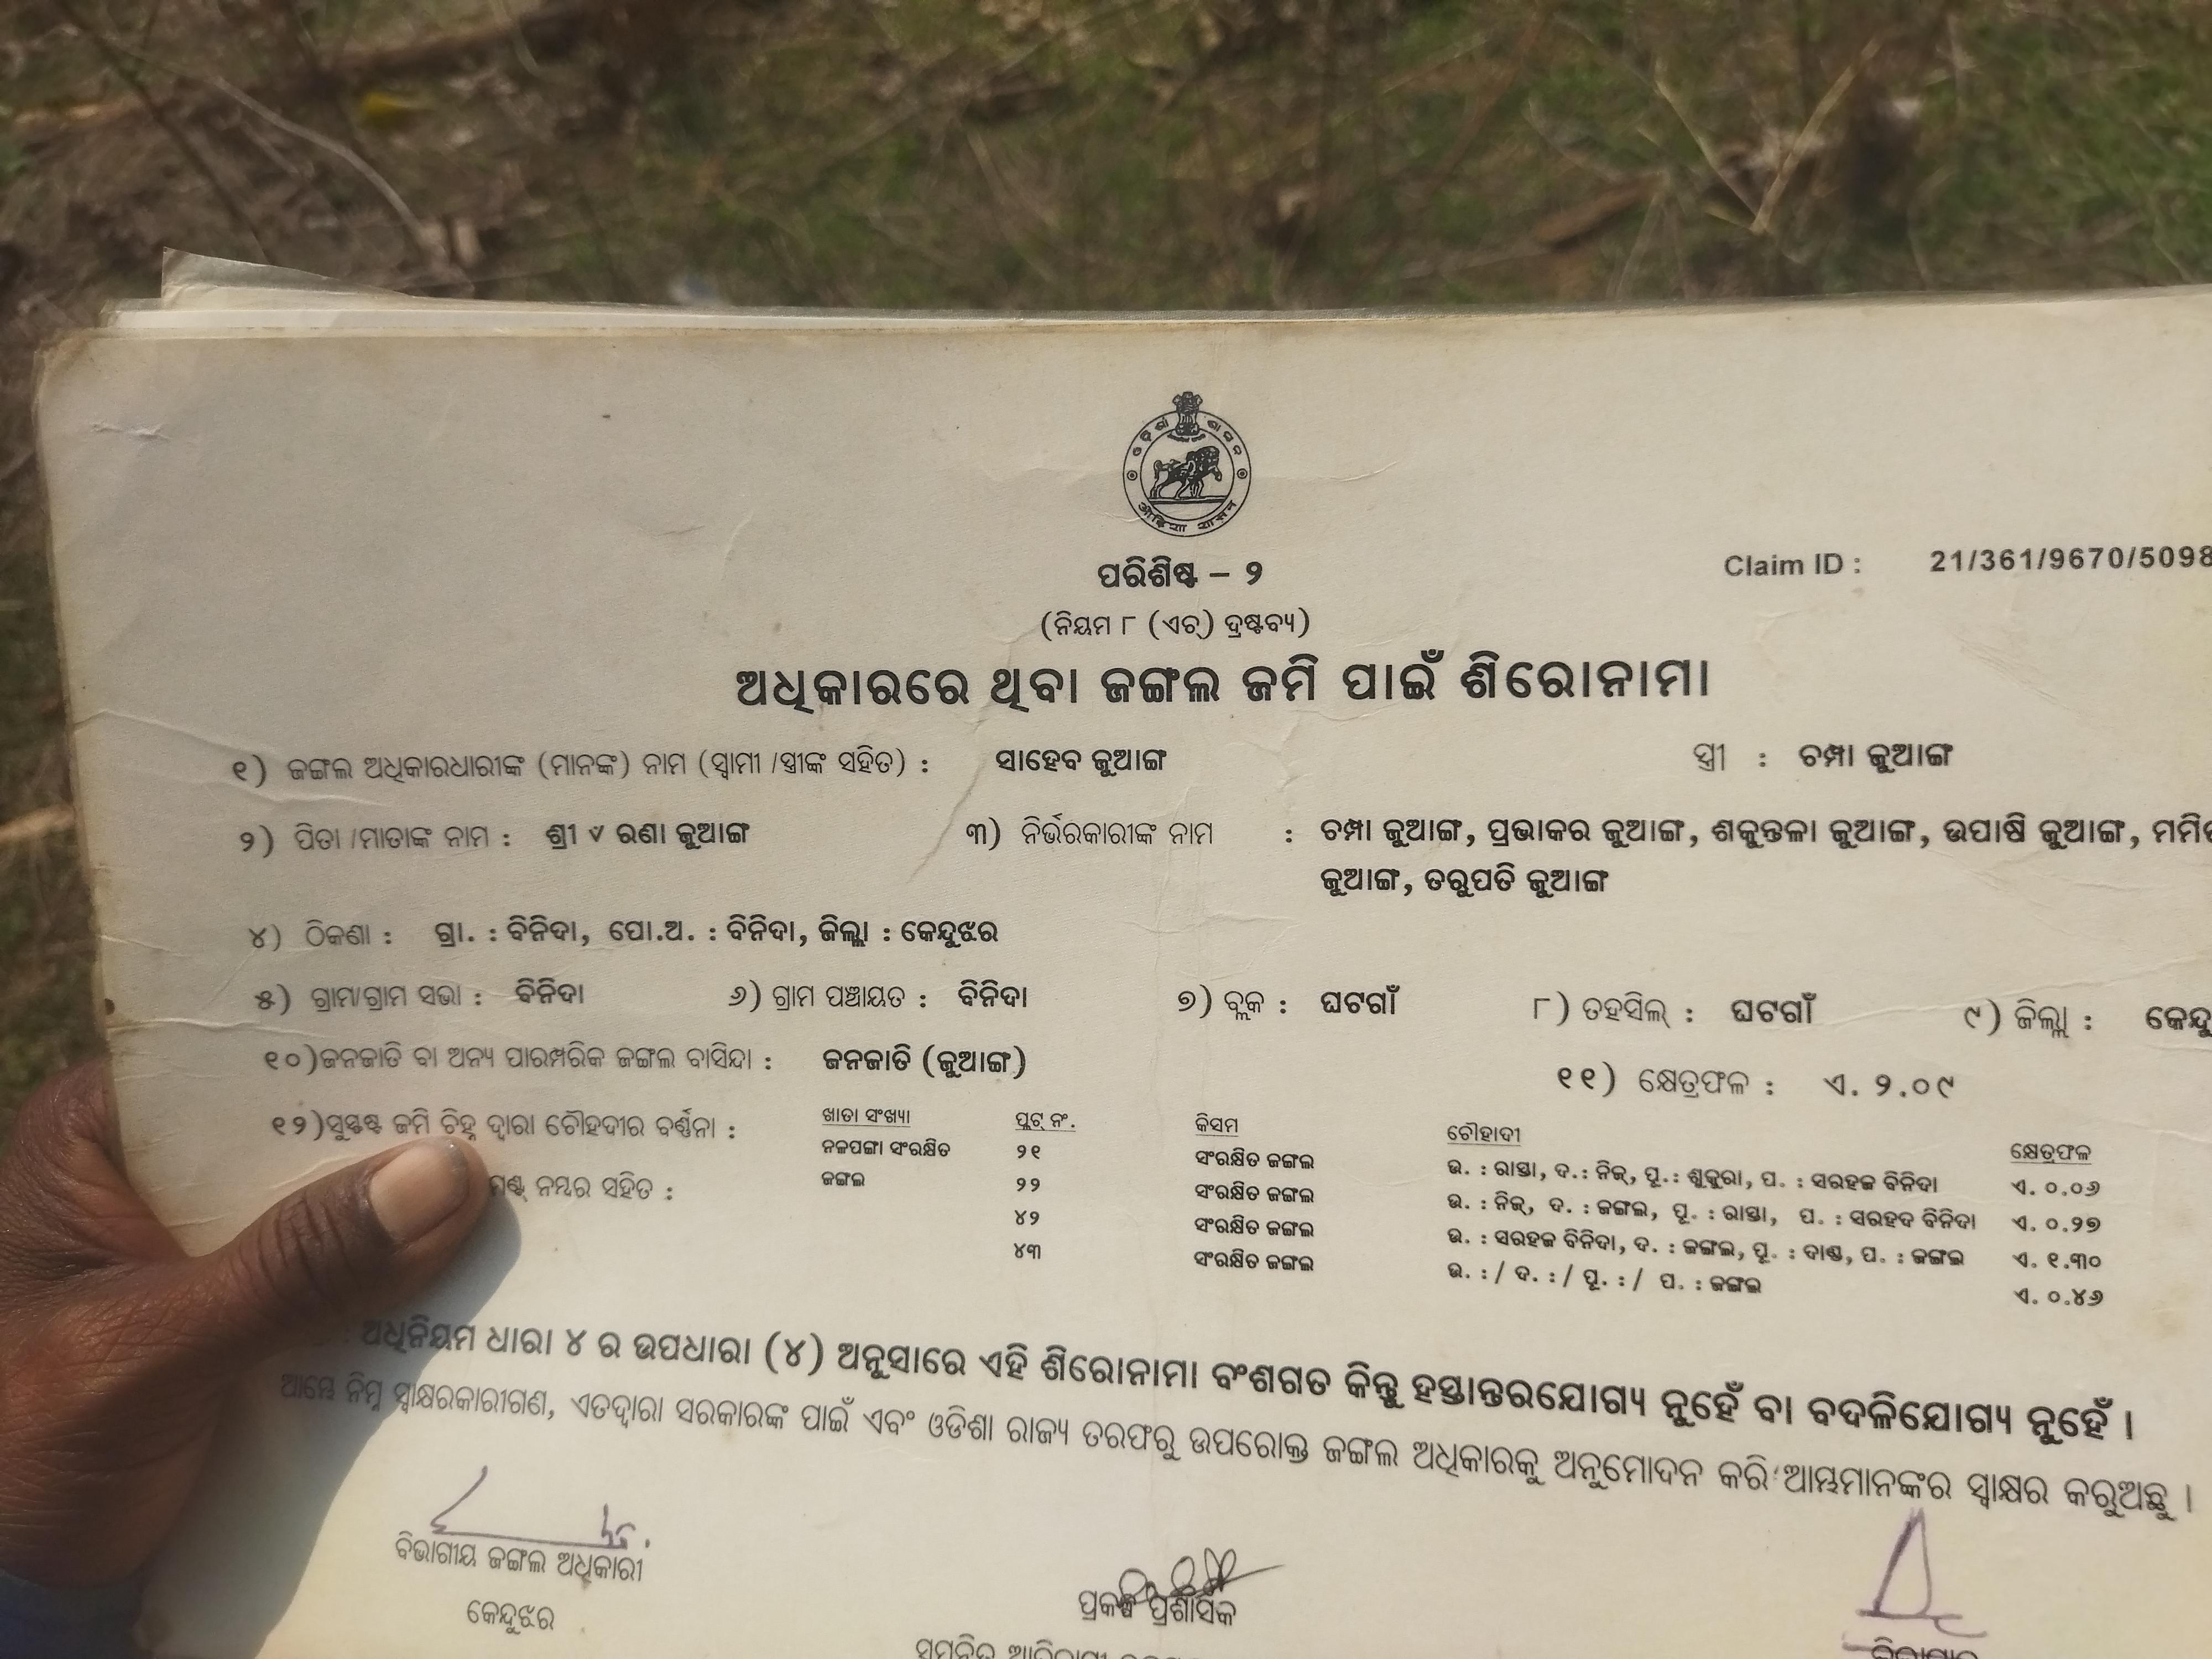 ଓଡ଼ିଶା ଶାସନ
ओड़िशा शासन
ପରିଶିଷ୍ଟ – ୨
Claim ID : 21/361/9670/5098
(ନିୟମ ୮ (ଏଚ୍) ଦ୍ରଷ୍ଟବ୍ୟ)
ଅଧିକାରରେ ଥିବା ଜଙ୍ଗଲ ଜମି ପାଇଁ ଶିରୋନାମା
୧) ଜଙ୍ଗଲ ଅଧିକାରଧାରୀଙ୍କ (ମାନଙ୍କ) ନାମ (ସ୍ୱାମୀ /ସ୍ତ୍ରୀଙ୍କ ସହିତ) : ସାହେବ ଜୁଆଙ୍ଗ ସ୍ତ୍ରୀ : ଚମ୍ପା ଜୁଆଙ୍ଗ
୨) ପିତା /ମାତାଙ୍କ ନାମ : ଶ୍ରୀ ୰ ରଣା ଜୁଆଙ୍ଗ ୩) ନିର୍ଭରକାରୀଙ୍କ ନାମ : ଚମ୍ପା ଜୁଆଙ୍ଗ, ପ୍ରଭାକର ଜୁଆଙ୍ଗ, ଶକୁନ୍ତଳା ଜୁଆଙ୍ଗ, ଉପାଷି ଜୁଆଙ୍ଗ,
ଜୁଆଙ୍ଗ, ତରୁପତି ଜୁଆଙ୍ଗ
୪) ଠିକଣା : ଗ୍ରା. : ବିନିଦା, ପୋ.ଅ. : ବିନିଦା, ଜିଲ୍ଲା : କେନ୍ଦୁଝର
୫) ଗ୍ରାମ/ଗ୍ରାମ ସଭା : ବିନିଦା ୬) ଗ୍ରାମ ପଞ୍ଚାୟତ : ବିନିଦା ୭) ବ୍ଲକ : ଘଟଗାଁ ୮) ତହସିଲ୍ : ଘଟଗାଁ ୯) ଜିଲ୍ଲା : କେନ୍ଦୁ
୧୦)ଜନଜାତି ବା ଅନ୍ୟ ପାରମ୍ପରିକ ଜଙ୍ଗଲ ବାସିନ୍ଦା : ଜନଜାତି (ଜୁଆଙ୍ଗ) ୧୧) କ୍ଷେତ୍ରଫଳ : ଏ. ୨.୦୯
୧୨)ସୁସ୍ପଷ୍ଟ ଜମି ଚିହ୍ନ ଦ୍ୱାରା ଚୌହଦୀର ବର୍ଣ୍ଣନା : ଖାତା ସଂଖ୍ୟା ପ୍ଲଟ୍ ନଂ. କିସମ ଚୌହାଦୀ କ୍ଷେତ୍ରଫଳ
ନଳପଙ୍ଗା ସଂରକ୍ଷିତ ୨୧ ସଂରକ୍ଷିତ ଜଙ୍ଗଲ ଉ. : ରାସ୍ତା, ଦ.: ନିଜ୍, ପୂ.: ଶୁକୁରା, ପ. : ସରହଦ୍ଦ ବିନିଦା ଏ. ୦.୦୬
ନମ୍ବର ସହିତ : ଜଙ୍ଗଲ ୨୨ ସଂରକ୍ଷିତ ଜଙ୍ଗଲ ଉ. : ନିଜ୍, ଦ. : ଜଙ୍ଗଲ, ପୂ. : ରାସ୍ତା, ପ. : ସରହଦ ବିନିଦା ଏ. ୦.୨୭
୪୨ ସଂରକ୍ଷିତ ଜଙ୍ଗଲ ଉ. : ସରହଦ୍ଦ ବିନିଦା, ଦ. : ଜଙ୍ଗଲ, ପୂ. : ଦାଣ୍ଡ, ପ. : ଜଙ୍ଗଲ ଏ. ୧.୩୦
୪୩ ସଂରକ୍ଷିତ ଜଙ୍ଗଲ ଉ. : / ଦ. : / ପୂ. : / ପ. : ଜଙ୍ଗଲ ଏ. ୦.୪୬
ଅଧିନିୟମ ଧାରା ୪ ର ଉପଧାରା (୪) ଅନୁସାରେ ଏହି ଶିରୋନାମା ବଂଶଗତ କିନ୍ତୁ ହସ୍ତାନ୍ତରଯୋଗ୍ୟ ନୁହେଁ ବା ବଦଳିଯୋଗ୍ୟ ନୁହେଁ ।
ଆମ୍ଭେ ନିମ୍ନ ସ୍ୱାକ୍ଷରକାରୀଗଣ, ଏତଦ୍ୱାରା ସରକାରଙ୍କ ପାଇଁ ଏବଂ ଓଡିଶା ରାଜ୍ୟ ତରଫରୁ ଉପରୋକ୍ତ ଜଙ୍ଗଲ ଅଧିକାରକୁ ଅନୁମୋଦନ କରି ଆମ୍ଭମାନଙ୍କର ସ୍ୱାକ୍ଷର କରୁଅଛୁ ।
ବିଭାଗୀୟ ଜଙ୍ଗଲ ଅଧିକାରୀ
କେନ୍ଦୁଝର
ପ୍ରକଳ୍ପ ପ୍ରଶାସକ